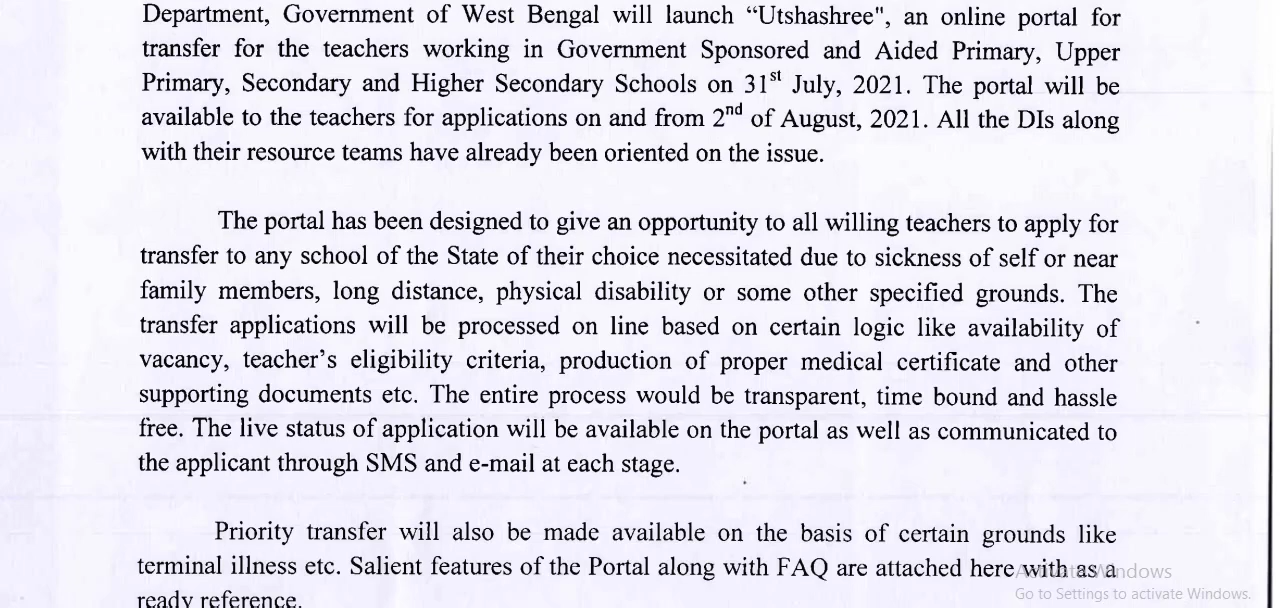 Department, Government of West Bengal will launch “Utshashree", an online portal for
transfer for the teachers working in Government Sponsored and Aided Primary, Upper
Primary, Secondary and Higher Secondary Schools on 31st July, 2021. The portal will be
available to the teachers for applications on and from 2nd of August, 2021. All the DIs along
with their resource teams have already been oriented on the issue.
The portal has been designed to give an opportunity to all willing teachers to apply for
transfer to any school of the State of their choice necessitated due to sickness of self or near
family members, long distance, physical disability or some other specified grounds. The
transfer applications will be processed on line based on certain logic like availability of
vacancy, teacher’s eligibility criteria, production of proper medical certificate and other
supporting documents etc. The entire process would be transparent, time bound and hassle
free. The live status of application will be available on the portal as well as communicated to
the applicant through SMS and e-mail at each stage.
Priority transfer will also be made available on the basis of certain grounds like
terminal illness etc. Salient features of the Portal along with FAQ are attached here with as a
ready reference.
Activate Windows
Go to Settings to activate Windows.